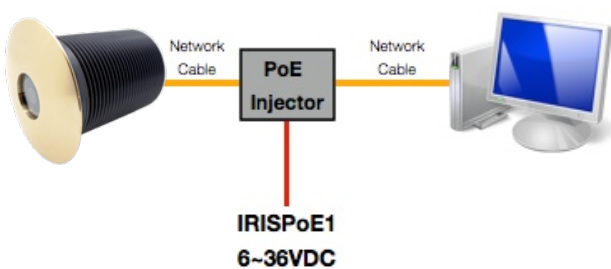 Network
Cable
PoE
Injector
Network
Cable
IRISPoE1
6~36VDC